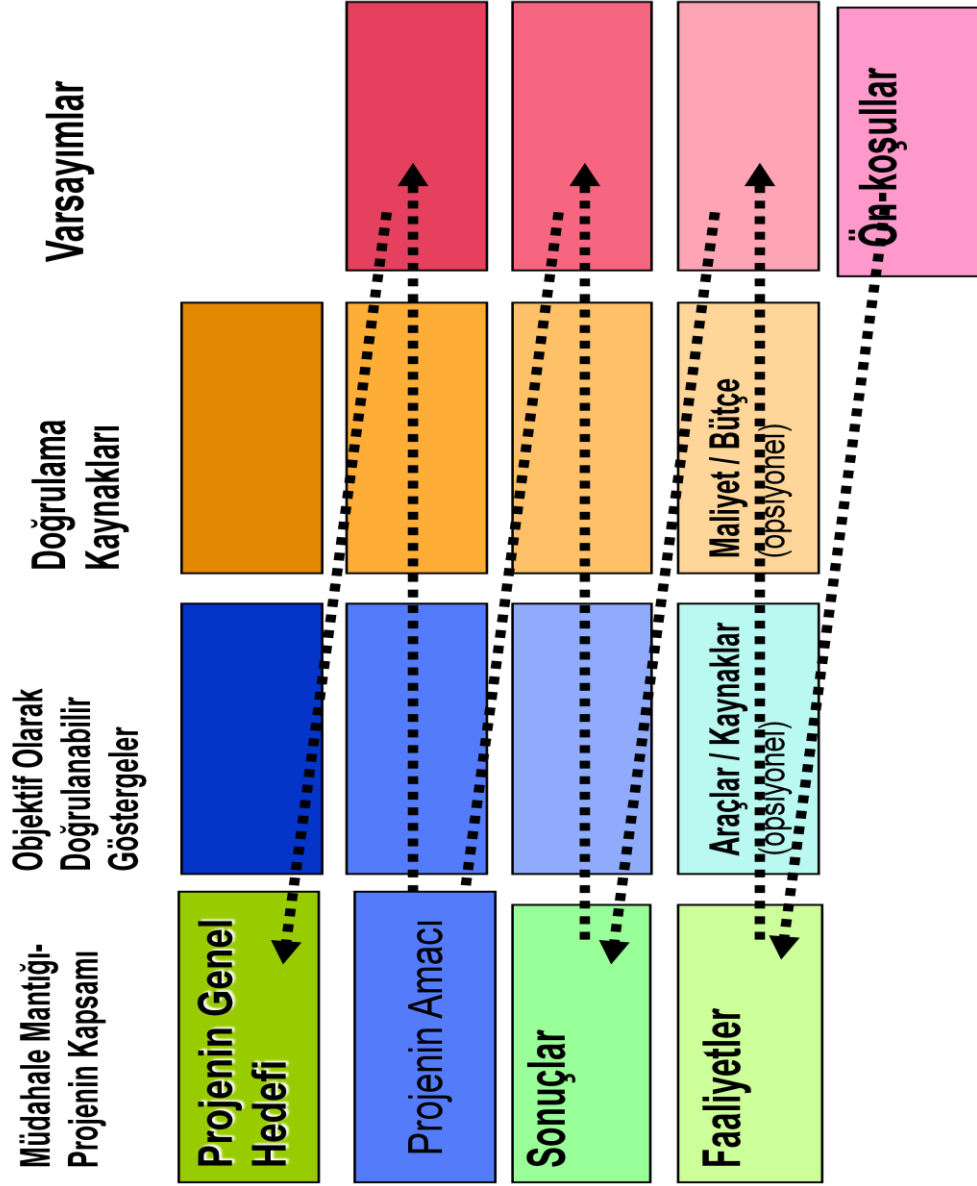 Müdahale Mantığı-
Projenin Kapsamı
Objektif Olarak
Doğrulanabilir
Göstergeler
Doğrulama
Kaynakları
Varsayımlar
Projenin Genel
Hedefi
Projenin Amacı
Sonuçlar
Faaliyetler
Araçlar / Kaynaklar
(opsiyonel)
Maliyet / Bütçe
(opsiyonel)
Ön-koşullar